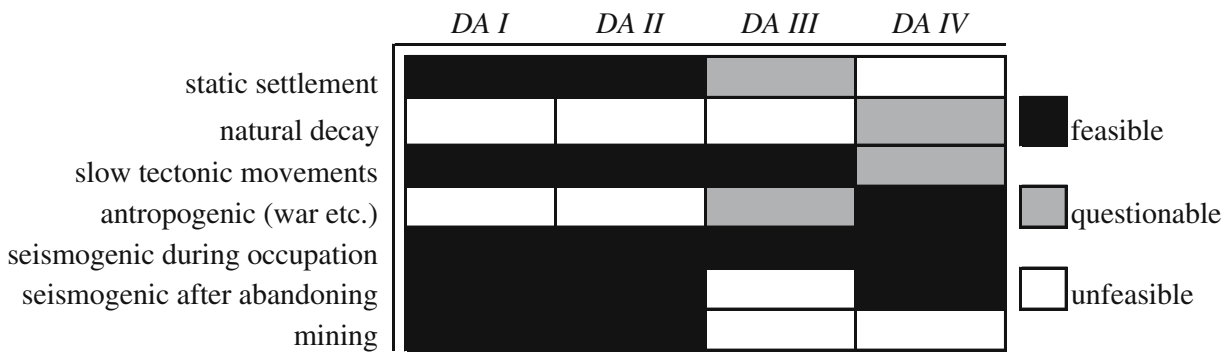 DA I DA II DA III DA IV
static settlement
natural decay
feasible
slow tectonic movements
antropogenic (war etc.)
questionable
seismogenic during occupation
seismogenic after abandoning
unfeasible
mining